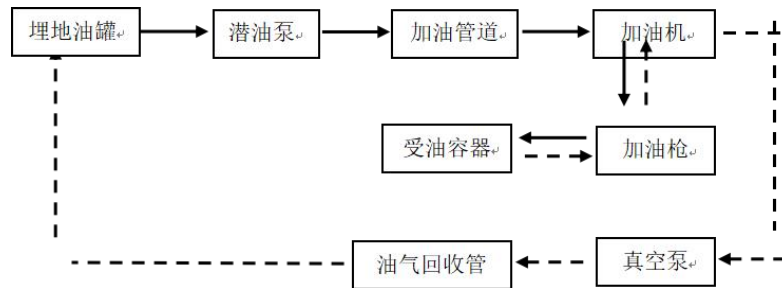 埋地油罐
潜油泵
加油管道
加油机
受油容器
加油枪
油气回收管
真空泵